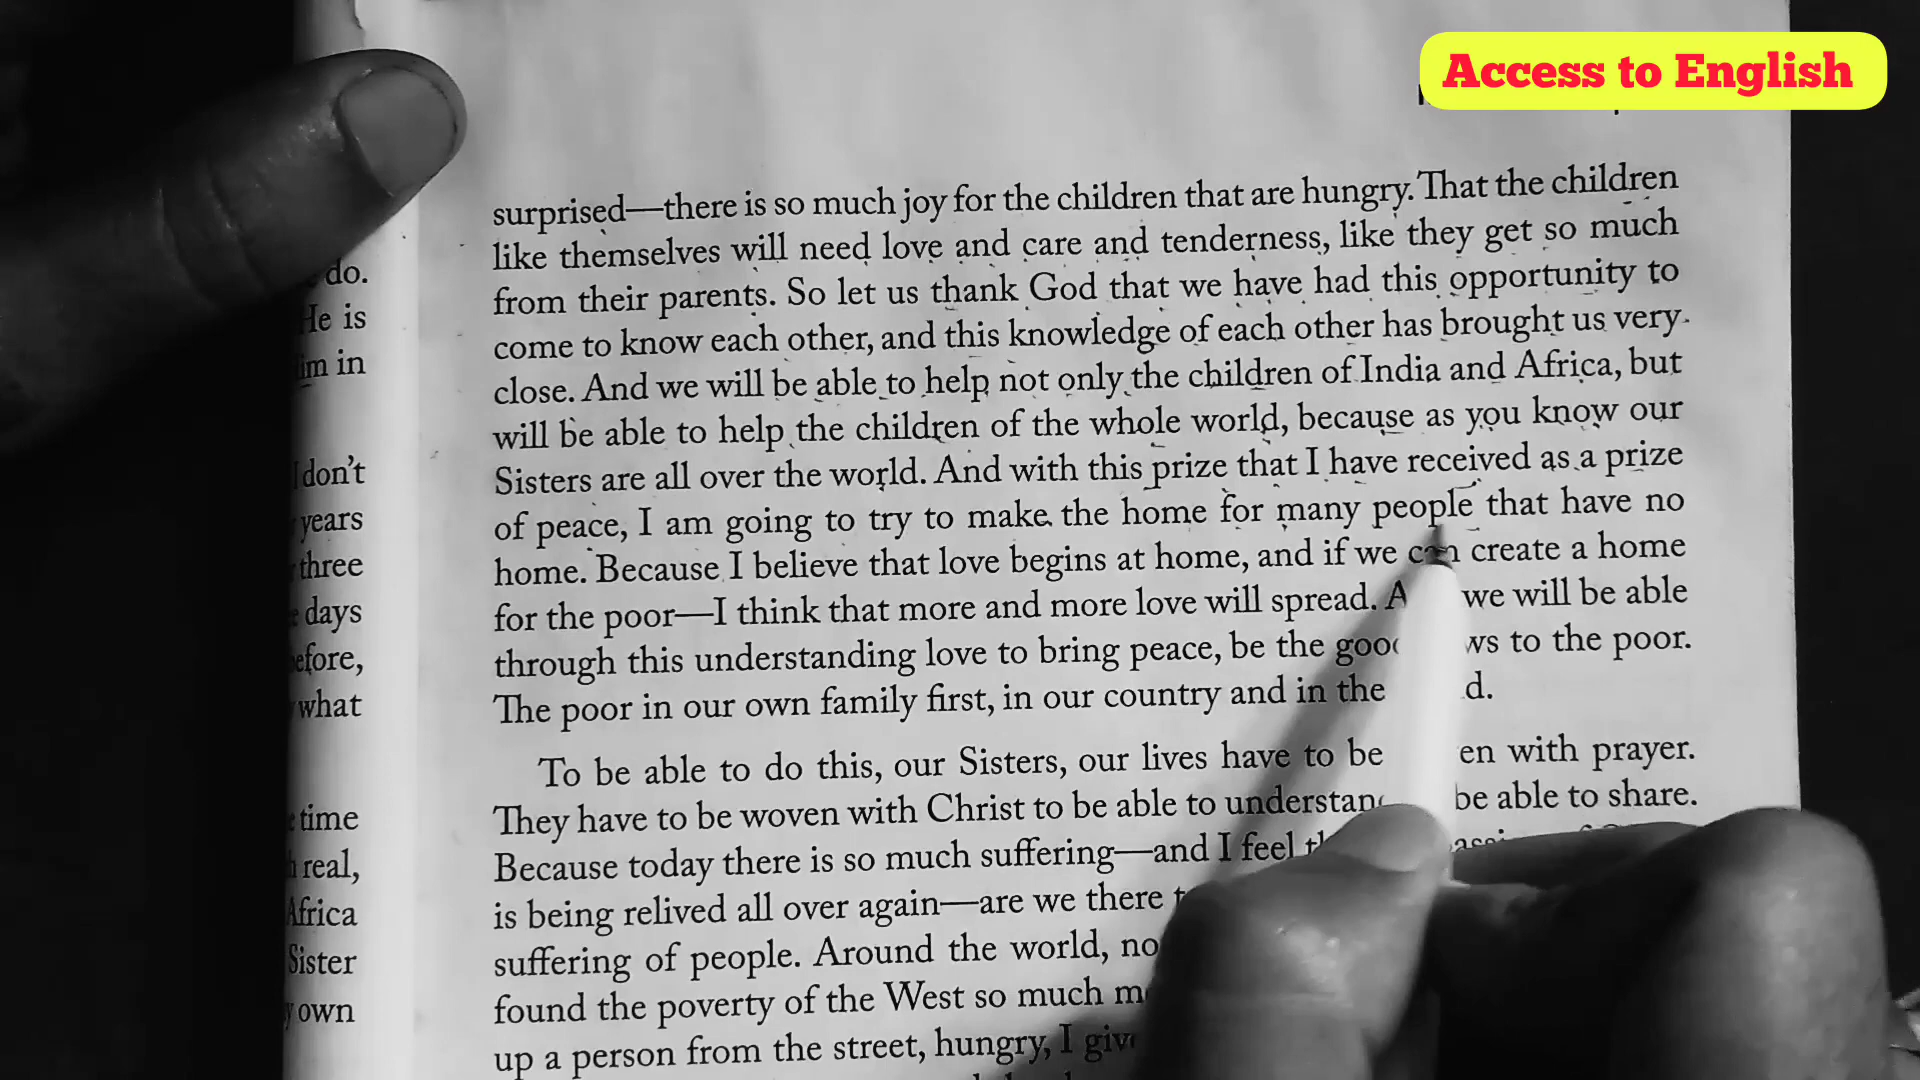 Access to English
surprised—there is so much joy for the children that are hungry. That the children
like themselves will need love and care and tenderness, like they get so much
from their parents. So let us thank God that we have had this opportunity to
come to know each other, and this knowledge of each other has brought us very
close. And we will be able to help not only the children of India and Africa, but
will be able to help the children of the whole world, because as you know our
Sisters are all over the world. And with this prize that I have received as a prize
of peace, I am going to try to make the home for many people that have no
home. Because I believe that love begins at home, and if we can create a home
for the poor—I think that more and more love will spread. we will be able
through this understanding love to bring peace, be the to the poor.
The poor in our own family first, in our country and in the
To be able to do this, our Sisters, our lives have to be with prayer.
They have to be woven with Christ to be able to be able to share.
Because today there is so much suffering—and I feel
is being relived all over again—are we there
suffering of people. Around the world,
found the poverty of the West so much
up a person from the street, hungry, I
do.
He is
in
don't
years
three
days
what
time
real,
Africa
Sister
own